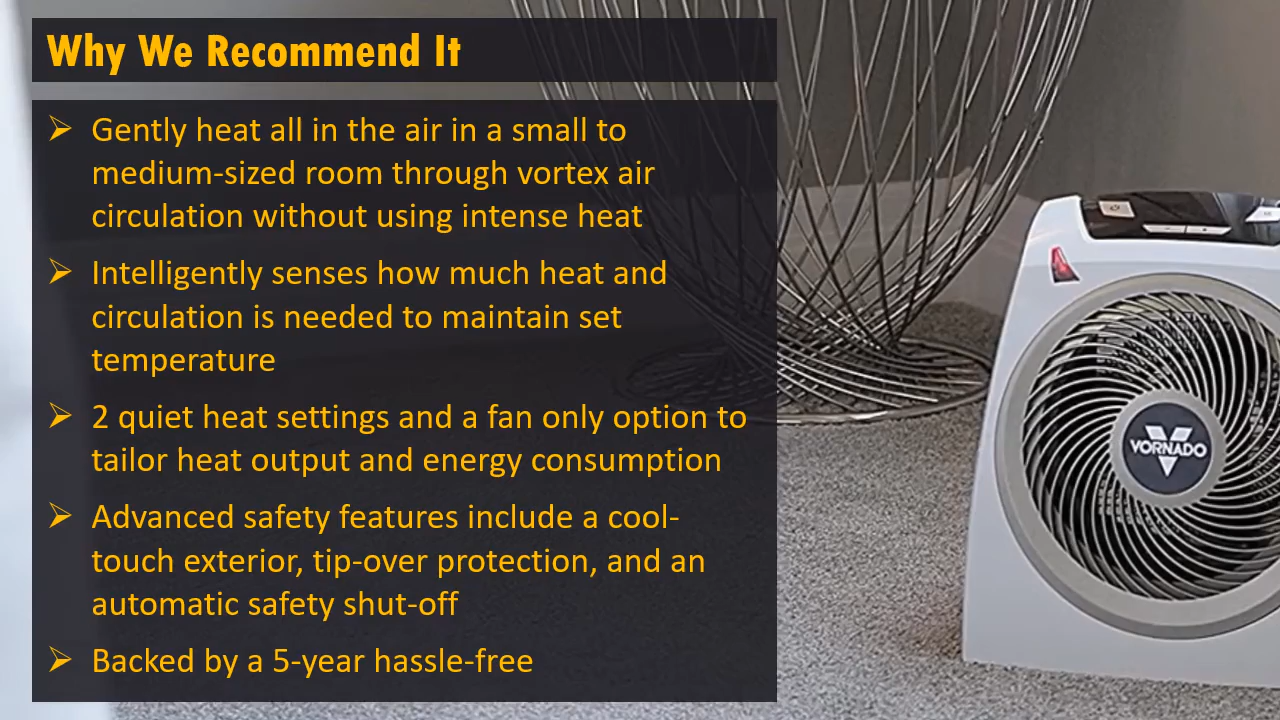 Why We Recommend It
Gently heat all in the air in a small to
medium-sized room through vortex air
circulation without using intense heat
Intelligently senses how much heat and
circulation is needed to maintain set
temperature
2 quiet heat settings and a fan only option to
tailor heat output and energy consumption
Advanced safety features include a cool-
touch exterior, tip-over protection, and an
automatic safety shut-off
Backed by a 5-year hassle-free
VORNADO